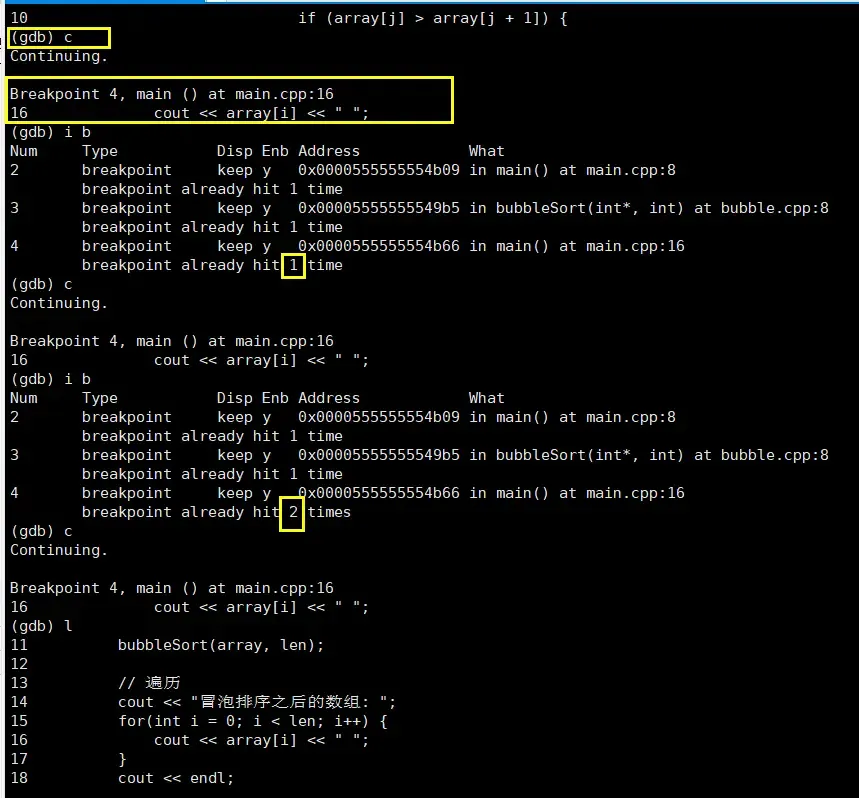 10                              if (array[j] > array[j + 1]) {
(gdb) c
Continuing.

Breakpoint 4, main () at main.cpp:16
16              cout << array[i] << " ";
(gdb) i b
Num     Type           Disp Enb Address            What
2       breakpoint     keep y   0x0000555555554b09 in main() at main.cpp:8
        breakpoint already hit 1 time
3       breakpoint     keep y   0x00005555555549b5 in bubbleSort(int*, int) at bubble.cpp:8
        breakpoint already hit 1 time
4       breakpoint     keep y   0x0000555555554b66 in main() at main.cpp:16
        breakpoint already hit 1 time
(gdb) c
Continuing.

Breakpoint 4, main () at main.cpp:16
16              cout << array[i] << " ";
(gdb) i b
Num     Type           Disp Enb Address            What
2       breakpoint     keep y   0x0000555555554b09 in main() at main.cpp:8
        breakpoint already hit 1 time
3       breakpoint     keep y   0x00005555555549b5 in bubbleSort(int*, int) at bubble.cpp:8
        breakpoint already hit 1 time
4       breakpoint     keep y   0x0000555555554b66 in main() at main.cpp:16
        breakpoint already hit 2 times
(gdb) c
Continuing.

Breakpoint 4, main () at main.cpp:16
16              cout << array[i] << " ";
(gdb) l
11          bubbleSort(array, len);
12
13          // 遍历
14          cout << "冒泡排序之后的数组: ";
15          for(int i = 0; i < len; i++) {
16              cout << array[i] << " ";
17          }
18          cout << endl;